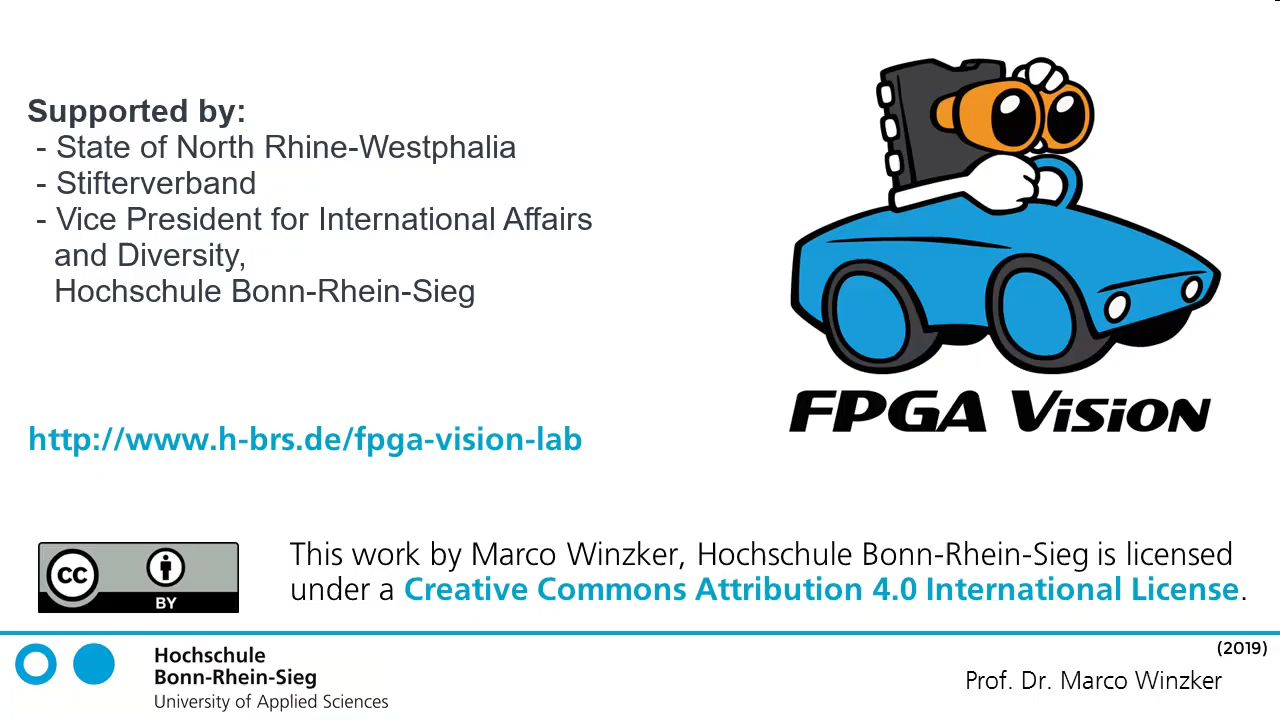 Supported by:
- State of North Rhine-Westphalia
- Stifterverband
- Vice President for International Affairs
and Diversity,
Hochschule Bonn-Rhein-Sieg
FPGA Vision
http://www.h-brs.de/fpga-vision-lab
CC
BY
This work by Marco Winzker, Hochschule Bonn-Rhein-Sieg is licensed
under a Creative Commons Attribution 4.0 International License.
Hochschule
Bonn-Rhein-Sieg
University of Applied Sciences
(2019)
Prof. Dr. Marco Winzker